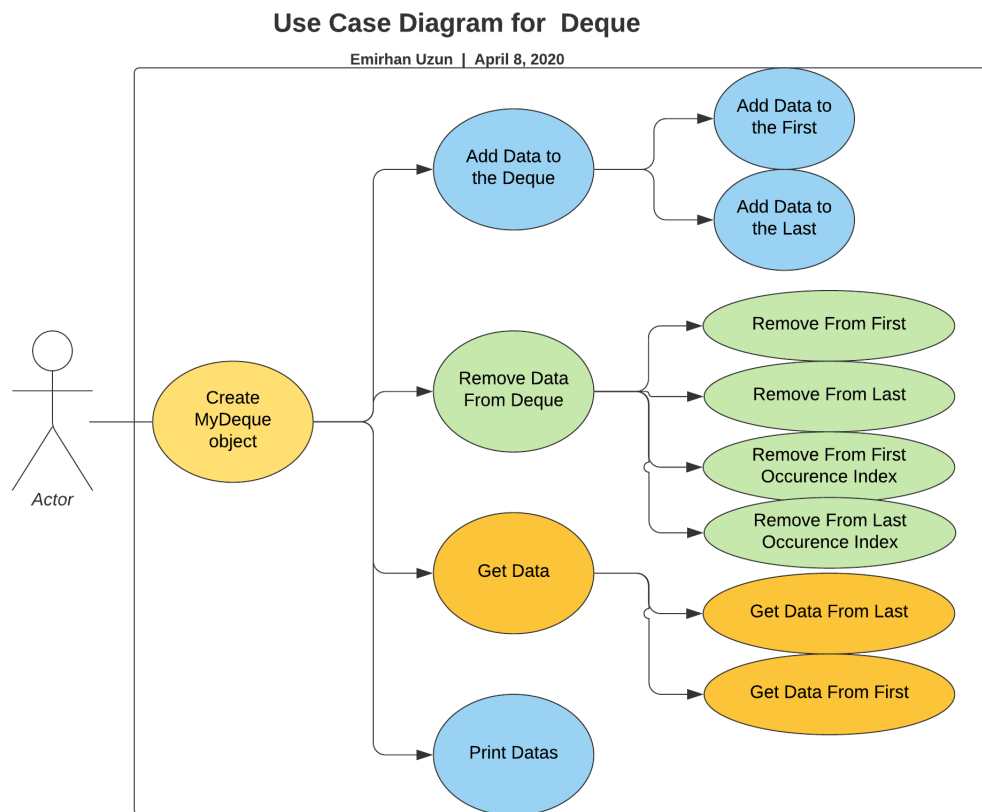 Use Case Diagram for Deque
Emirhan Uzun | April 8, 2020
Add Data to
the First
Add Data to
the Deque
Add Data to
the Last
Remove From First
Remove Data
From Deque
Remove From Last
Create
MyDeque
object
Remove From First
Occurence Index
Actor
Remove From Last
Occurence Index
Get Data
Get Data From Last
Get Data From First
Print Datas